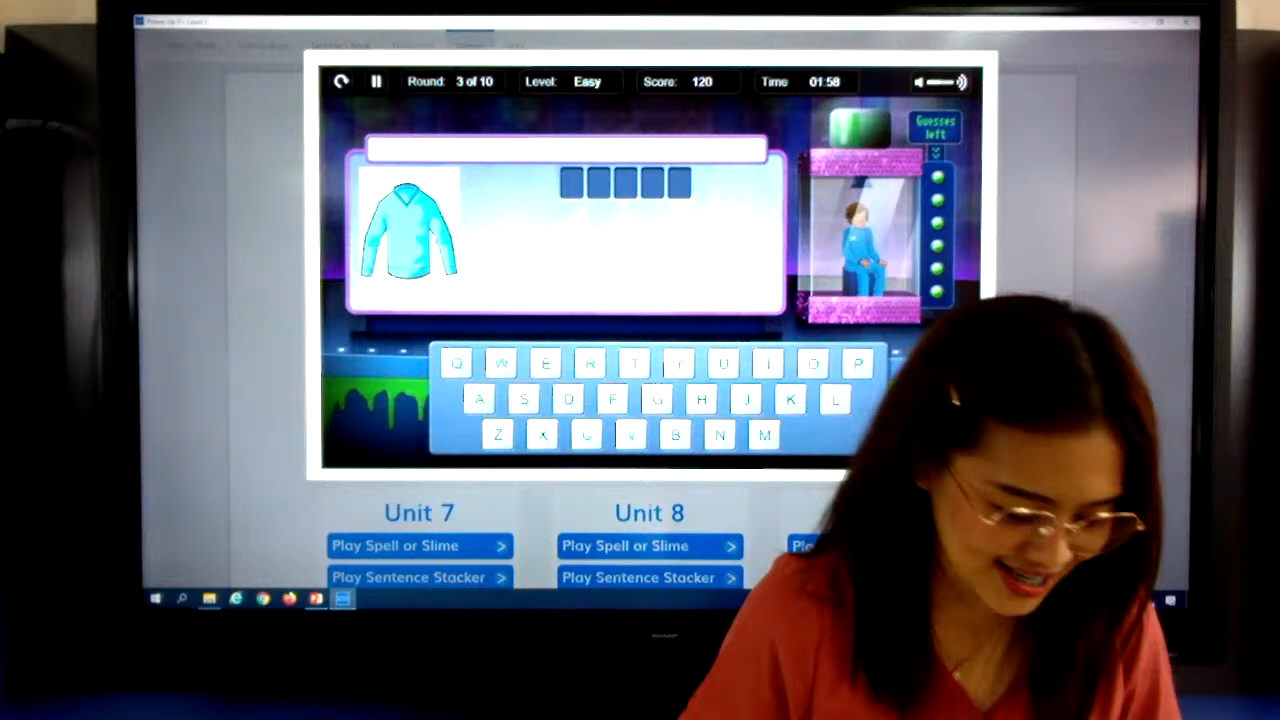 Round: 3 of 10 Level: Easy Score: 120 Time 01:58
Guesses left
Q W E R T Y U I O P
A S D F G H J K L
Z X C V B N M
Unit 7 Unit 8
Play Spell or Slime > Play Spell or Slime >
Play Sentence Stacker > Play Sentence Stacker >